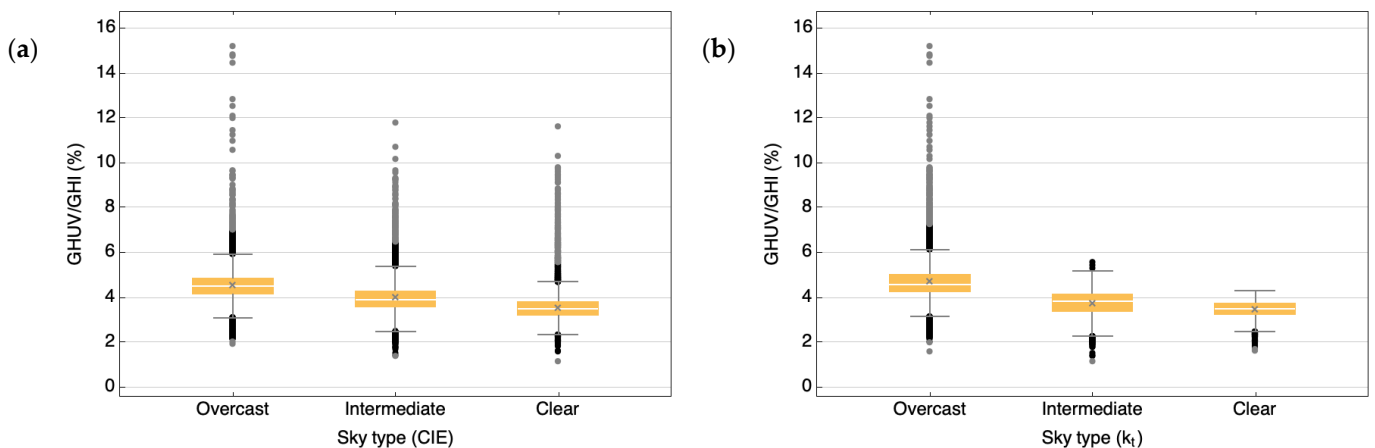 (a)
GHUV/GHI (%)
16
14
12
10
8
6
4
2
0
Overcast Intermediate Clear
Sky type (CIE)
(b)
GHUV/GHI (%)
16
14
12
10
8
6
4
2
0
Overcast Intermediate Clear
Sky type (kₜ)